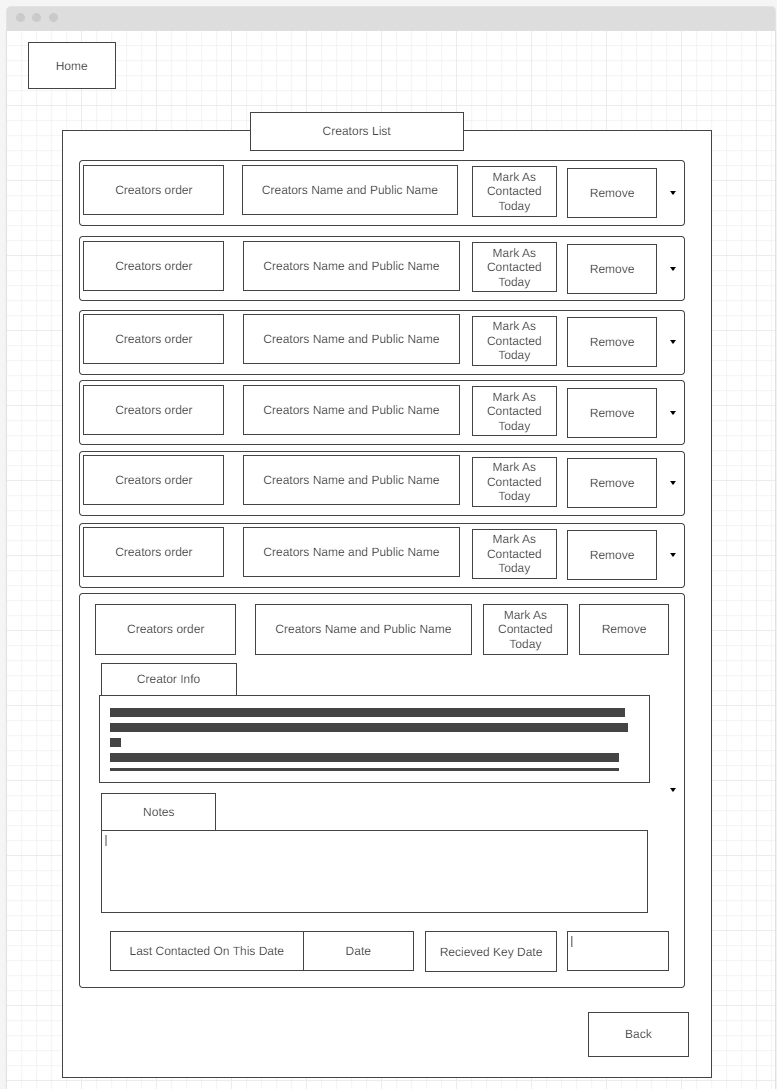 Home
Creators List
Creators order
Creators Name and Public Name
Mark As
Contacted
Today
Remove
Creators order
Creators Name and Public Name
Mark As
Contacted
Today
Remove
Creators order
Creators Name and Public Name
Mark As
Contacted
Today
Remove
Creators order
Creators Name and Public Name
Mark As
Contacted
Today
Remove
Creators order
Creators Name and Public Name
Mark As
Contacted
Today
Remove
Creators order
Creators Name and Public Name
Mark As
Contacted
Today
Remove
Creators order
Creators Name and Public Name
Mark As
Contacted
Today
Remove
Creator Info
Notes
Last Contacted On This Date
Date
Recieved Key Date
Back